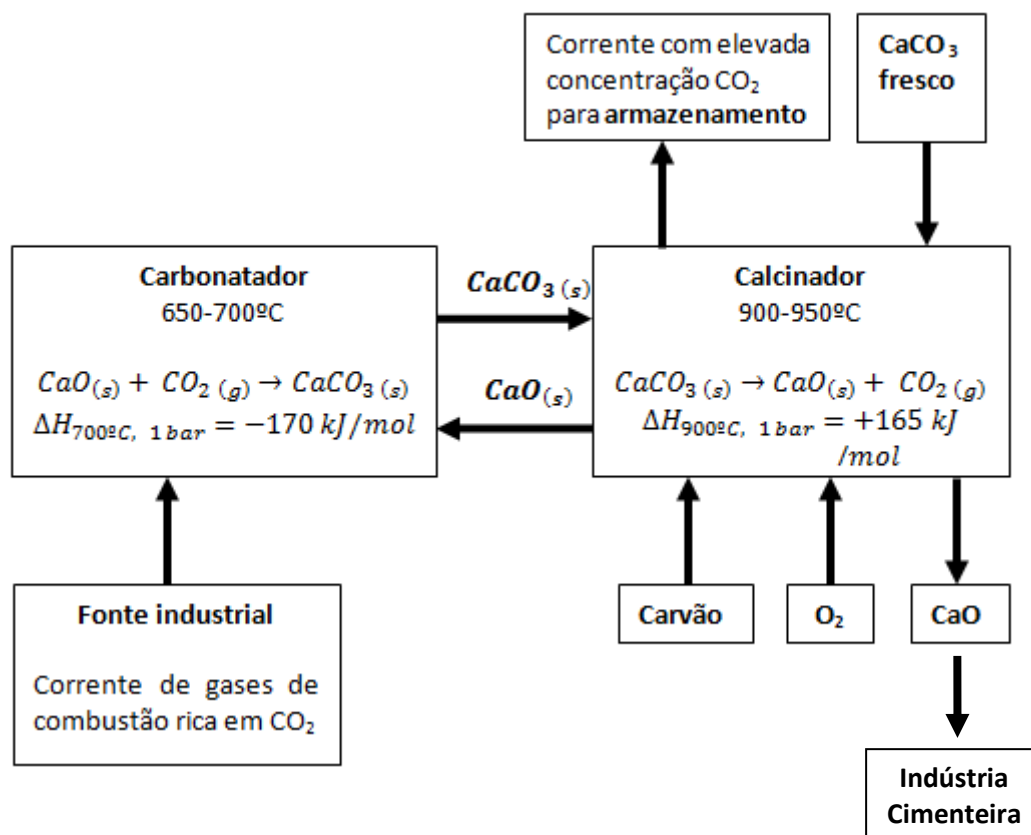 Corrente com elevada
concentração CO₂
para armazenamento
CaCO₃
fresco
Carbonatador
650-700ºC
CaO(s) + CO₂ (g) → CaCO₃ (s)
ΔH₇₀₀ºC, 1 bar = −170 kJ/mol
CaCO₃ (s)
CaO(s)
Calcinador
900-950ºC
CaCO₃ (s) → CaO(s) + CO₂ (g)
ΔH₉₀₀ºC, 1 bar = +165 kJ
/mol
Fonte industrial
Corrente de gases de
combustão rica em CO₂
Carvão
O₂
CaO
Indústria
Cimenteira